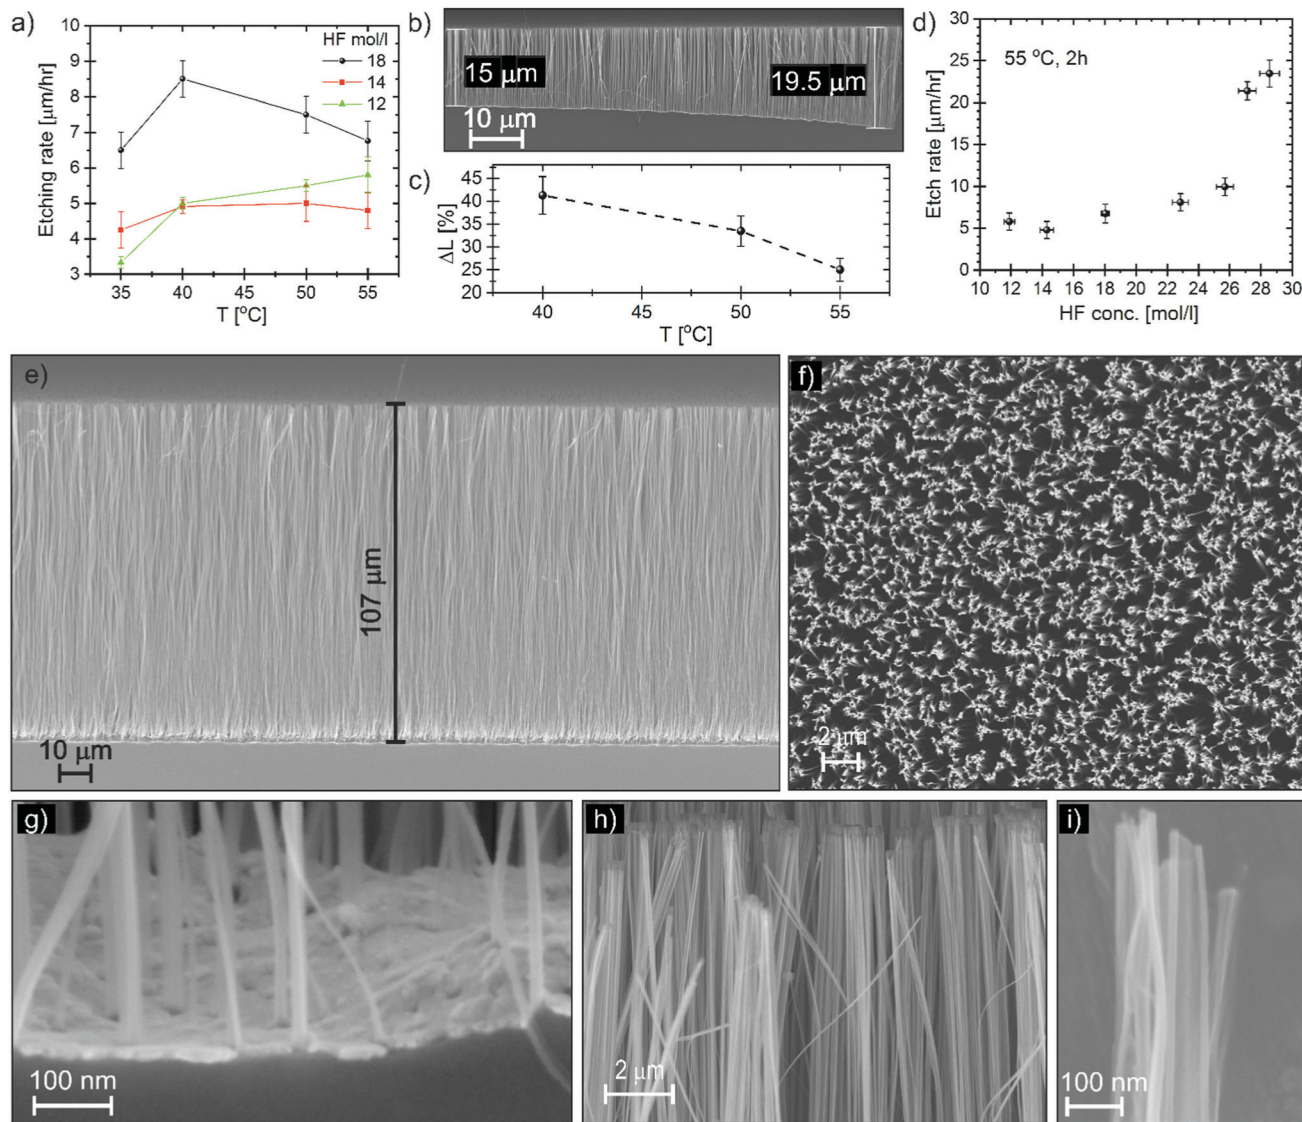 a)
Etching rate [μm/hr]
10
9
8
7
6
5
4
3
HF mol/l
18
14
12
35 40 45 50 55
T [ºC]
b)
15 μm
19.5 μm
10 μm
c)
ΔL [%]
45
40
35
30
25
20
40 45 50 55
T [ºC]
d)
Etch rate [μm/hr]
30
25
20
15
10
5
0
55 ºC, 2h
10 12 14 16 18 20 22 24 26 28 30
HF conc. [mol/l]
e)
107 μm
10 μm
f)
2 μm
g)
100 nm
h)
2 μm
i)
100 nm